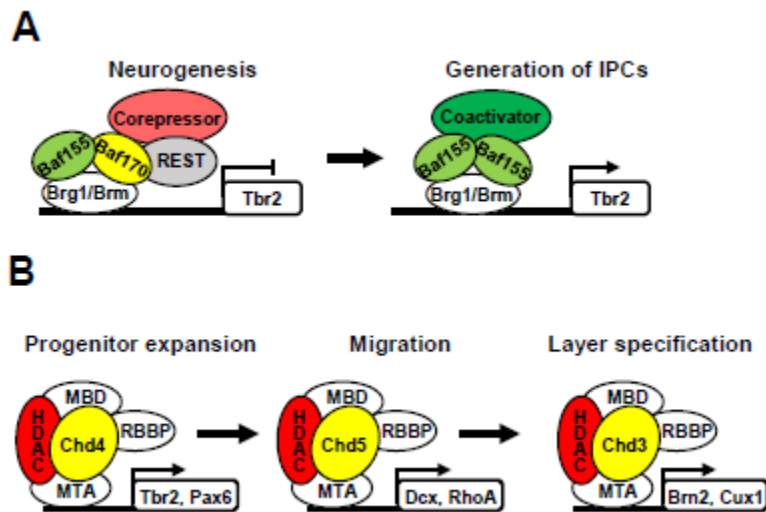 A
Neurogenesis
Generation of IPCs
Corepressor
Baf155
Baf170
REST
Brg1/Brm
Tbr2
Coactivator
Baf155
Baf155
Brg1/Brm
Tbr2
B
Progenitor expansion
Migration
Layer specification
MBD
HDAC
Chd4
RBBP
MTA
Tbr2, Pax6
MBD
HDAC
Chd5
RBBP
MTA
Dcx, RhoA
MBD
HDAC
Chd3
RBBP
MTA
Brn2, Cux1